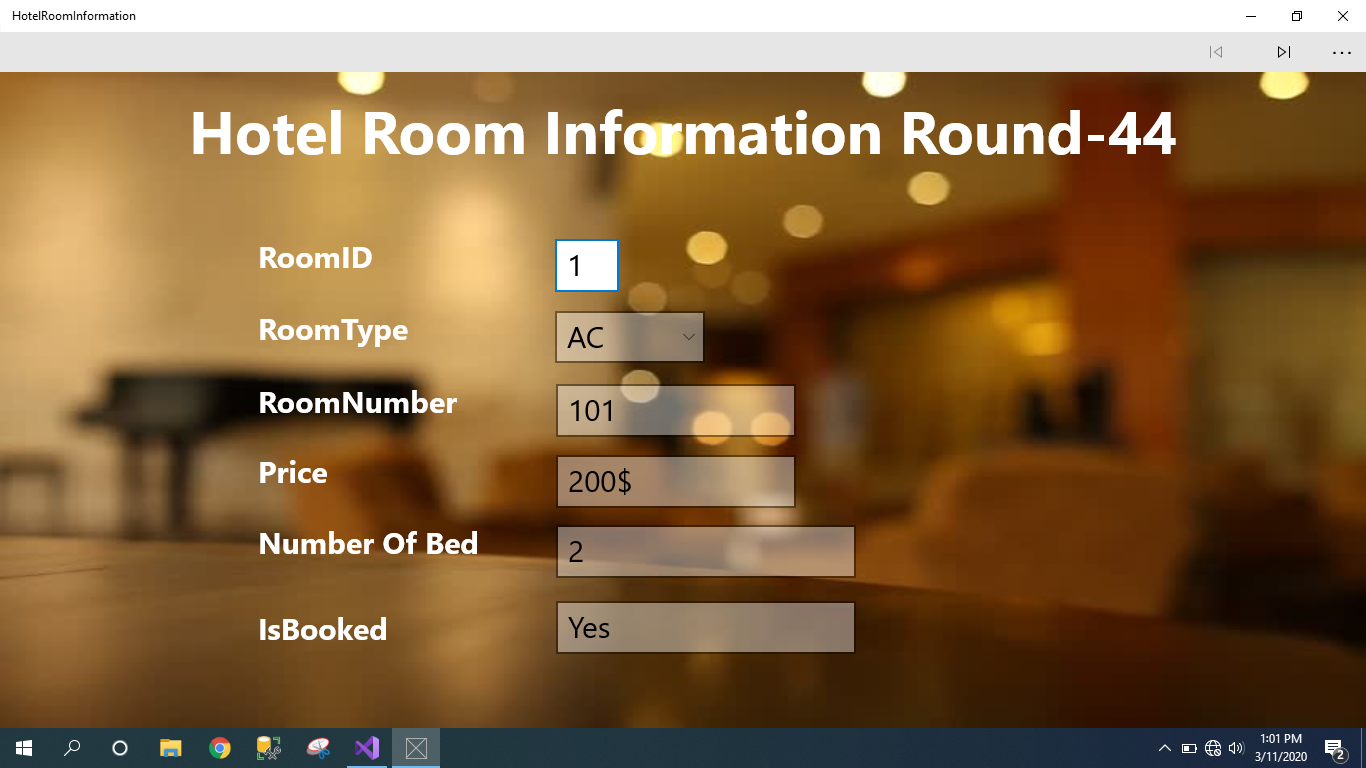 HotelRoomInformation
Hotel Room Information Round-44
RoomID 1
RoomType AC
RoomNumber 101
Price 200$
Number Of Bed 2
IsBooked Yes
1:01 PM
3/11/2020
2